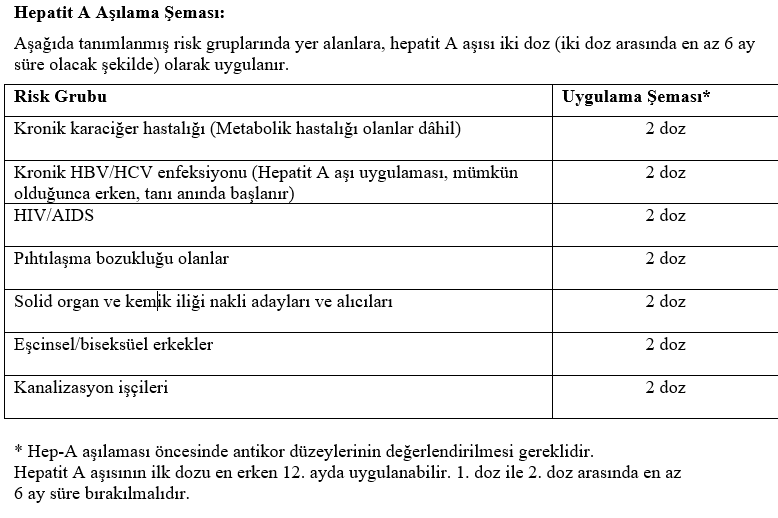 Hepatit A Aşılama Şeması:
Aşağıda tanımlanmış risk gruplarında yer alanlara, hepatit A aşısı iki doz (iki doz arasında en az 6 ay
süre olacak şekilde) olarak uygulanır.
Risk Grubu Uygulama Şeması*
Kronik karaciğer hastalığı (Metabolik hastalığı olanlar dâhil) 2 doz
Kronik HBV/HCV enfeksiyonu (Hepatit A aşı uygulaması, mümkün 2 doz
olduğunca erken, tanı anında başlanır)
HIV/AIDS 2 doz
Pıhtılaşma bozukluğu olanlar 2 doz
Solid organ ve kemik iliği nakli adayları ve alıcıları 2 doz
Eşcinsel/biseksüel erkekler 2 doz
Kanalizasyon işçileri 2 doz
* Hep-A aşılaması öncesinde antikor düzeylerinin değerlendirilmesi gereklidir.
Hepatit A aşısının ilk dozu en erken 12. ayda uygulanabilir. 1. doz ile 2. doz arasında en az
6 ay süre bırakılmalıdır.